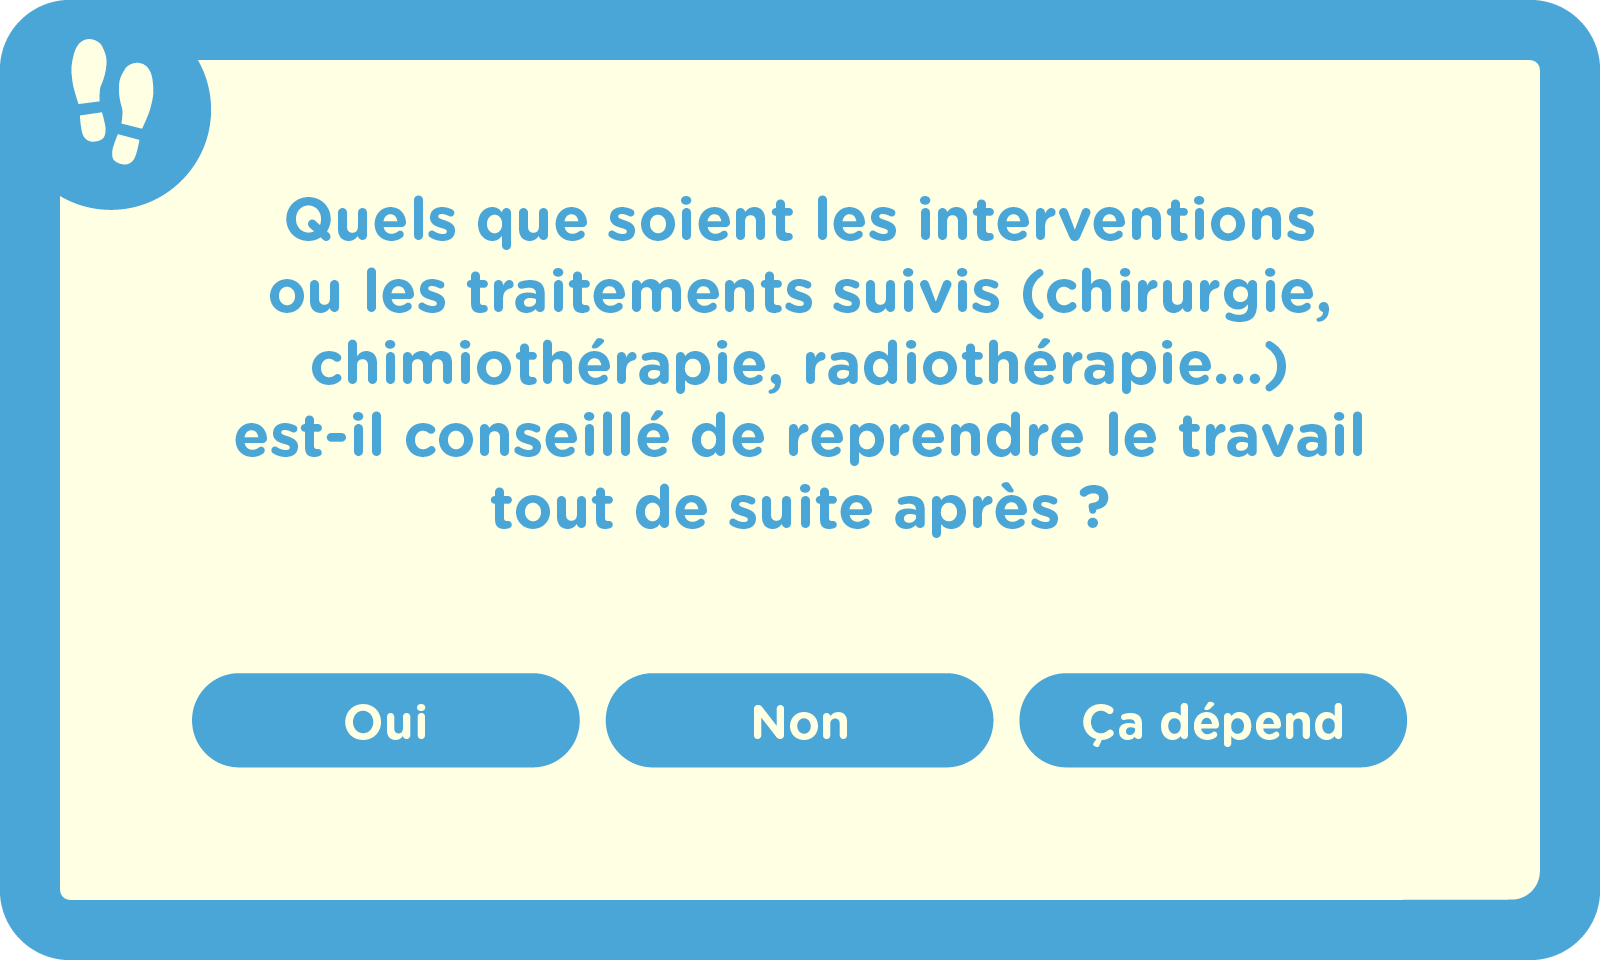 Quels que soient les interventions
ou les traitements suivis (chirurgie,
chimiothérapie, radiothérapie...)
est-il conseillé de reprendre le travail
tout de suite après ?
Oui
Non
Ça dépend